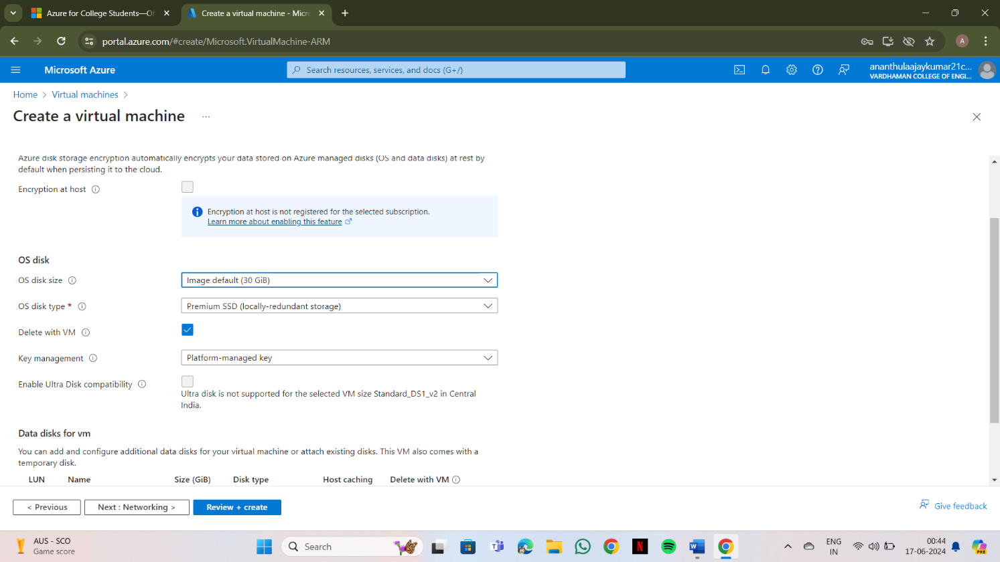 Azure for College Students—Of
Create a virtual machine - Micro
portal.azure.com/#create/Microsoft.VirtualMachine-ARM
A
Microsoft Azure
Search resources, services, and docs (G+/)
ananthulaajaykumar21c...
VARDHAMAN COLLEGE OF ENGI...
Home > Virtual machines >
Create a virtual machine ...
Azure disk storage encryption automatically encrypts your data stored on Azure managed disks (OS and data disks) at rest by
default when persisting it to the cloud.
Encryption at host
Encryption at host is not registered for the selected subscription.
Learn more about enabling this feature
OS disk
OS disk size
Image default (30 GiB)
OS disk type *
Premium SSD (locally-redundant storage)
Delete with VM
Key management
Platform-managed key
Enable Ultra Disk compatibility
Ultra disk is not supported for the selected VM size Standard_DS1_v2 in Central
India.
Data disks for vm
You can add and configure additional data disks for your virtual machine or attach existing disks. This VM also comes with a
temporary disk.
LUN Name Size (GiB) Disk type Host caching Delete with VM
< Previous
Next : Networking >
Review + create
Give feedback
AUS - SCO
Game score
Search
N
W
ENG
IN
00:44
17-06-2024
PRE